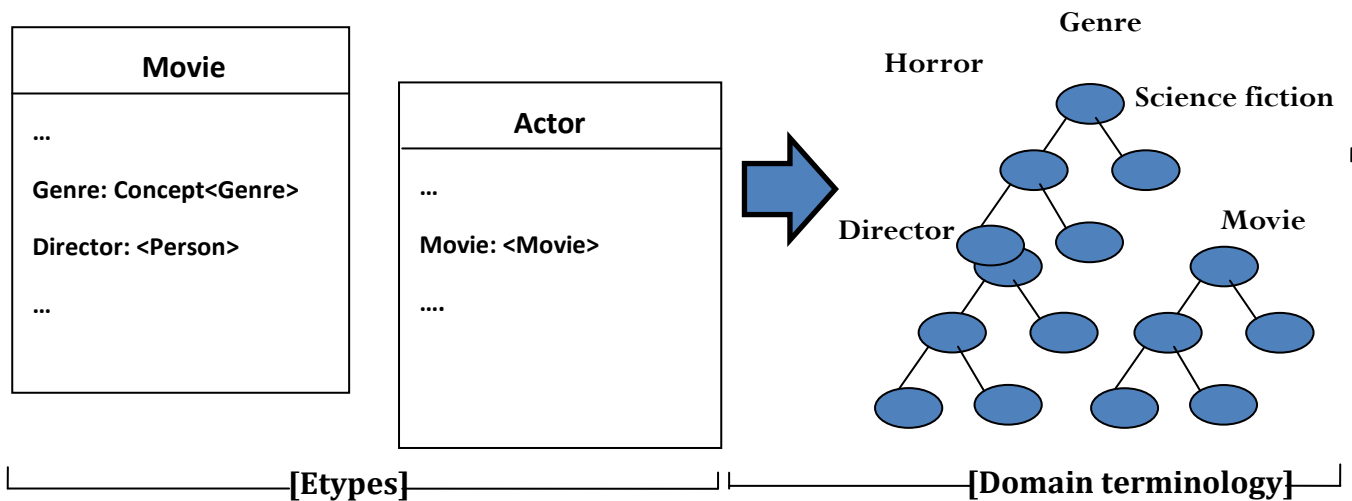 Movie
…
Genre: Concept<Genre>
Director: <Person>
…
Actor
…
Movie: <Movie>
….
Genre
Horror
Science fiction
Director
Movie
[Etypes]
[Domain terminology]